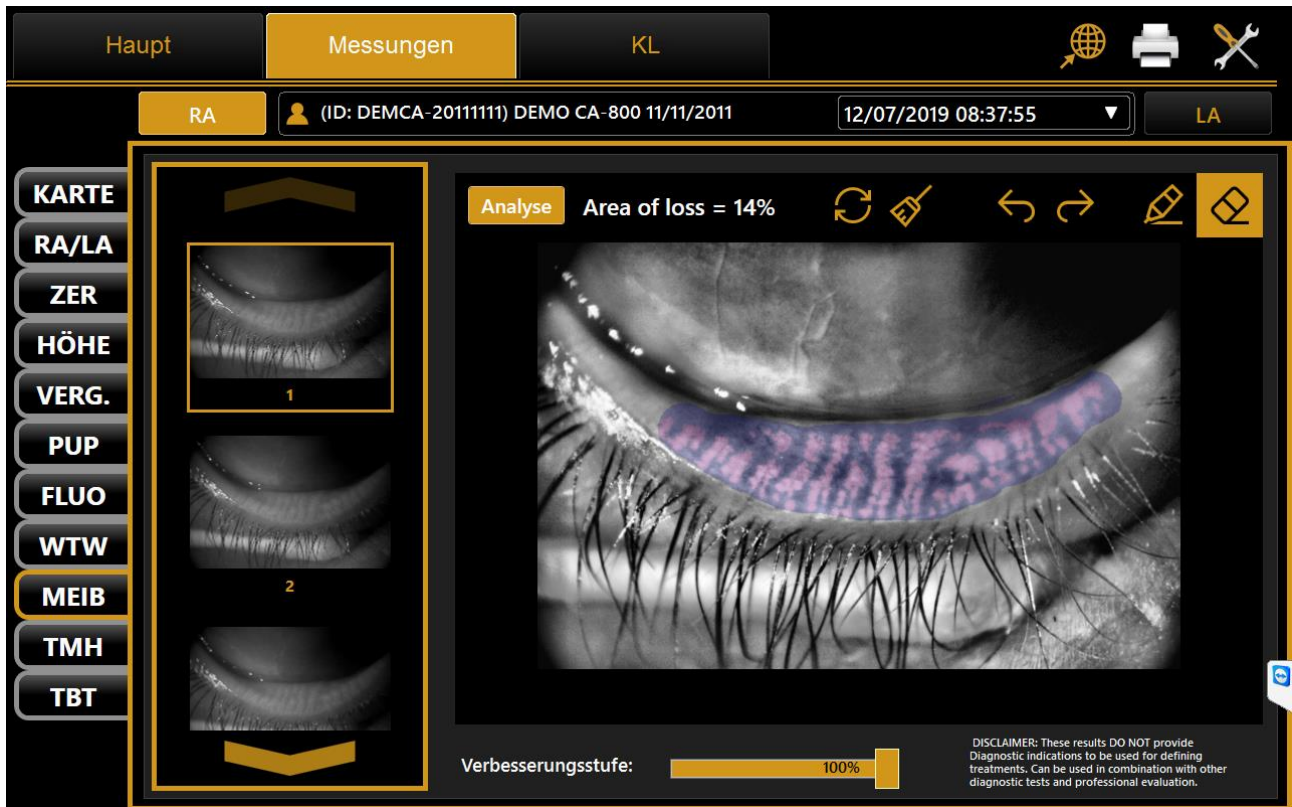 Haupt
Messungen
KL
RA
(ID: DEMCA-20111111) DEMO CA-800 11/11/2011
12/07/2019 08:37:55
LA
KARTE
RA/LA
ZER
HÖHE
VERG.
PUP
FLUO
WTW
MEIB
TMH
TBT
1
2
Analyse
Area of loss = 14%
Verbesserungsstufe:
100%
DISCLAIMER: These results DO NOT provide
Diagnostic indications to be used for defining
treatments. Can be used in combination with other
diagnostic tests and professional evaluation.